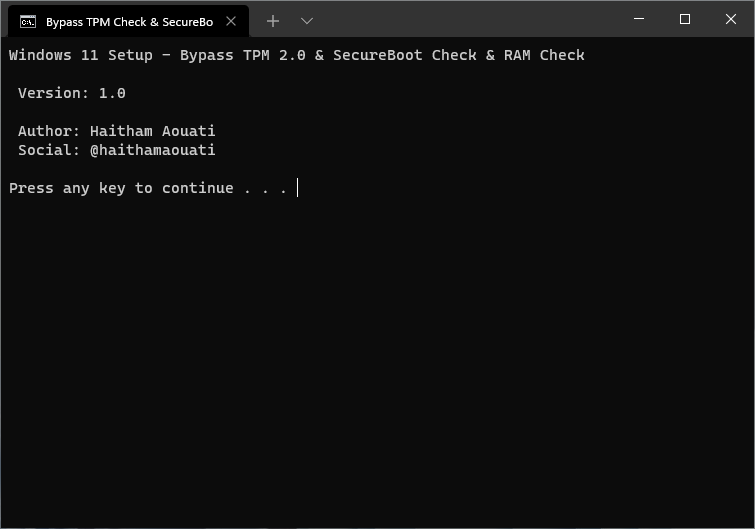 Bypass TPM Check & SecureBo
Windows 11 Setup - Bypass TPM 2.0 & SecureBoot Check & RAM Check
Version: 1.0
Author: Haitham Aouati
Social: @haithamaouati
Press any key to continue . . .